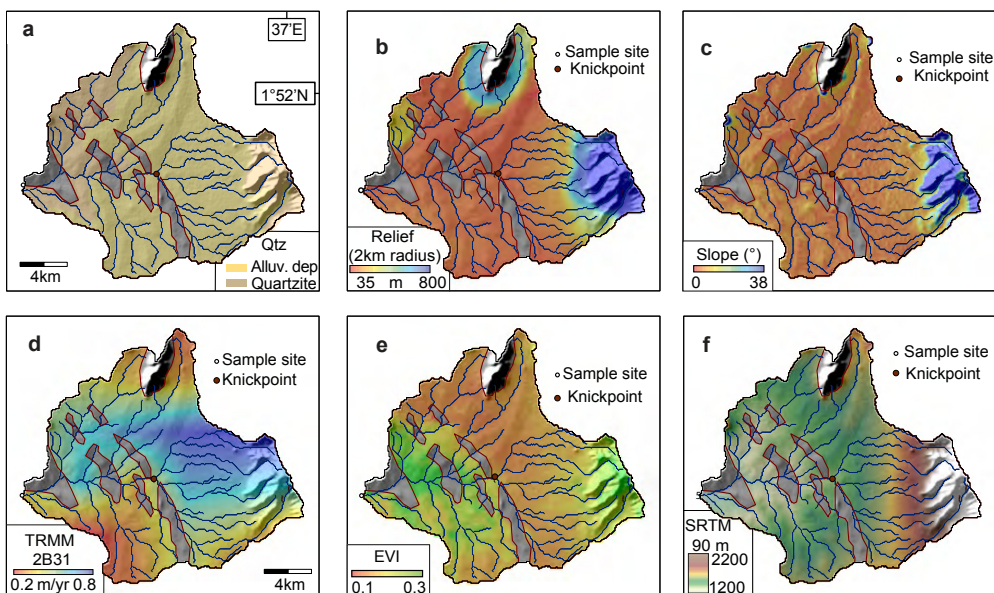 a
37'E
1°52'N
Qtz
Alluv. dep
Quartzite
4km
b
Sample site
Knickpoint
Relief
(2km radius)
35 m 800
c
Sample site
Knickpoint
Slope (°)
0 38
d
Sample site
Knickpoint
TRMM
2B31
0.2 m/yr 0.8
4km
e
Sample site
Knickpoint
EVI
0.1 0.3
f
Sample site
Knickpoint
SRTM
90 m
2200
1200